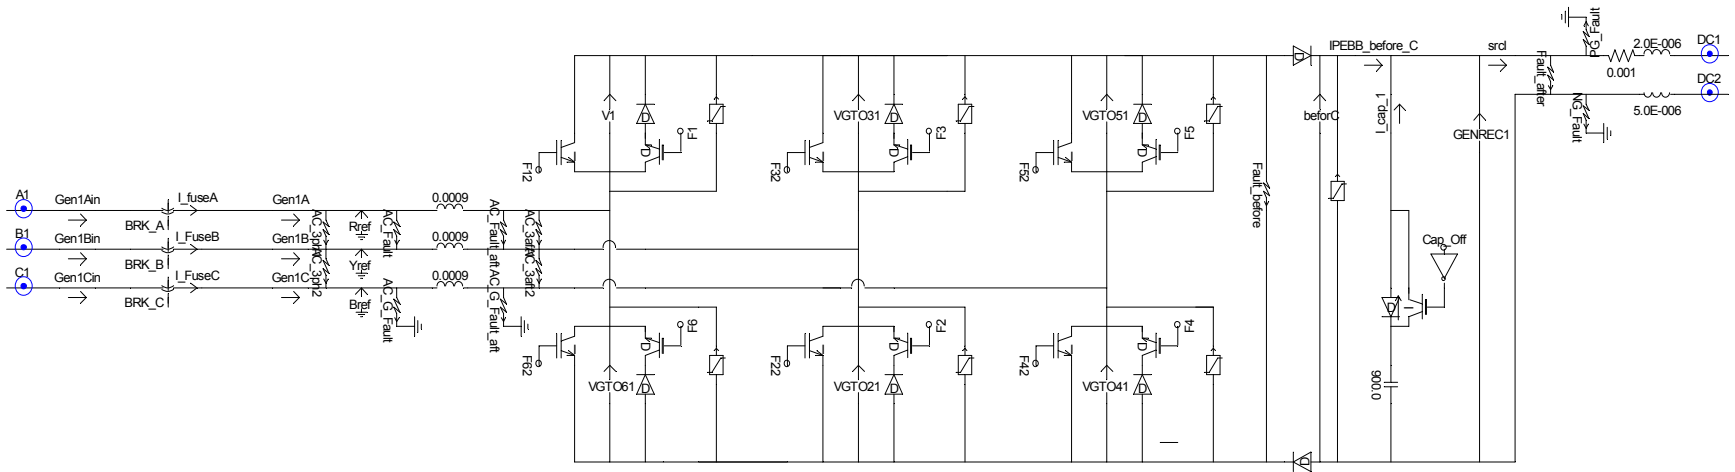 PG_Fault
IPEBB_before_C
srcl
2.0E-006
DC1
D
0.001
Fault_after
DC2
V1
D
F1
VGTO31
D
F3
VGTO51
D
F5
beforC
I_cap_1
GENREC1
NG_Fault
5.0E-006
D
D
D
F12
F32
F52
Fault_before
A1
Gen1Ain
I_fuseA
Gen1A
0.0009
BRK_A
Rref
AC_Fault
B1
Gen1Bin
I_FuseB
Gen1B
0.0009
BRK_B
Yref
Cap_Off
C1
Gen1Cin
I_FuseC
Gen1C
AC_3ph2
0.0009
AC_3aft2
BRK_C
Bref
AC_G_Fault
AC_G_Fault_aft
D
I
F6
F2
F4
D
D
D
F62
F22
F42
VGTO61
D
VGTO21
D
VGTO41
D
0.006
D